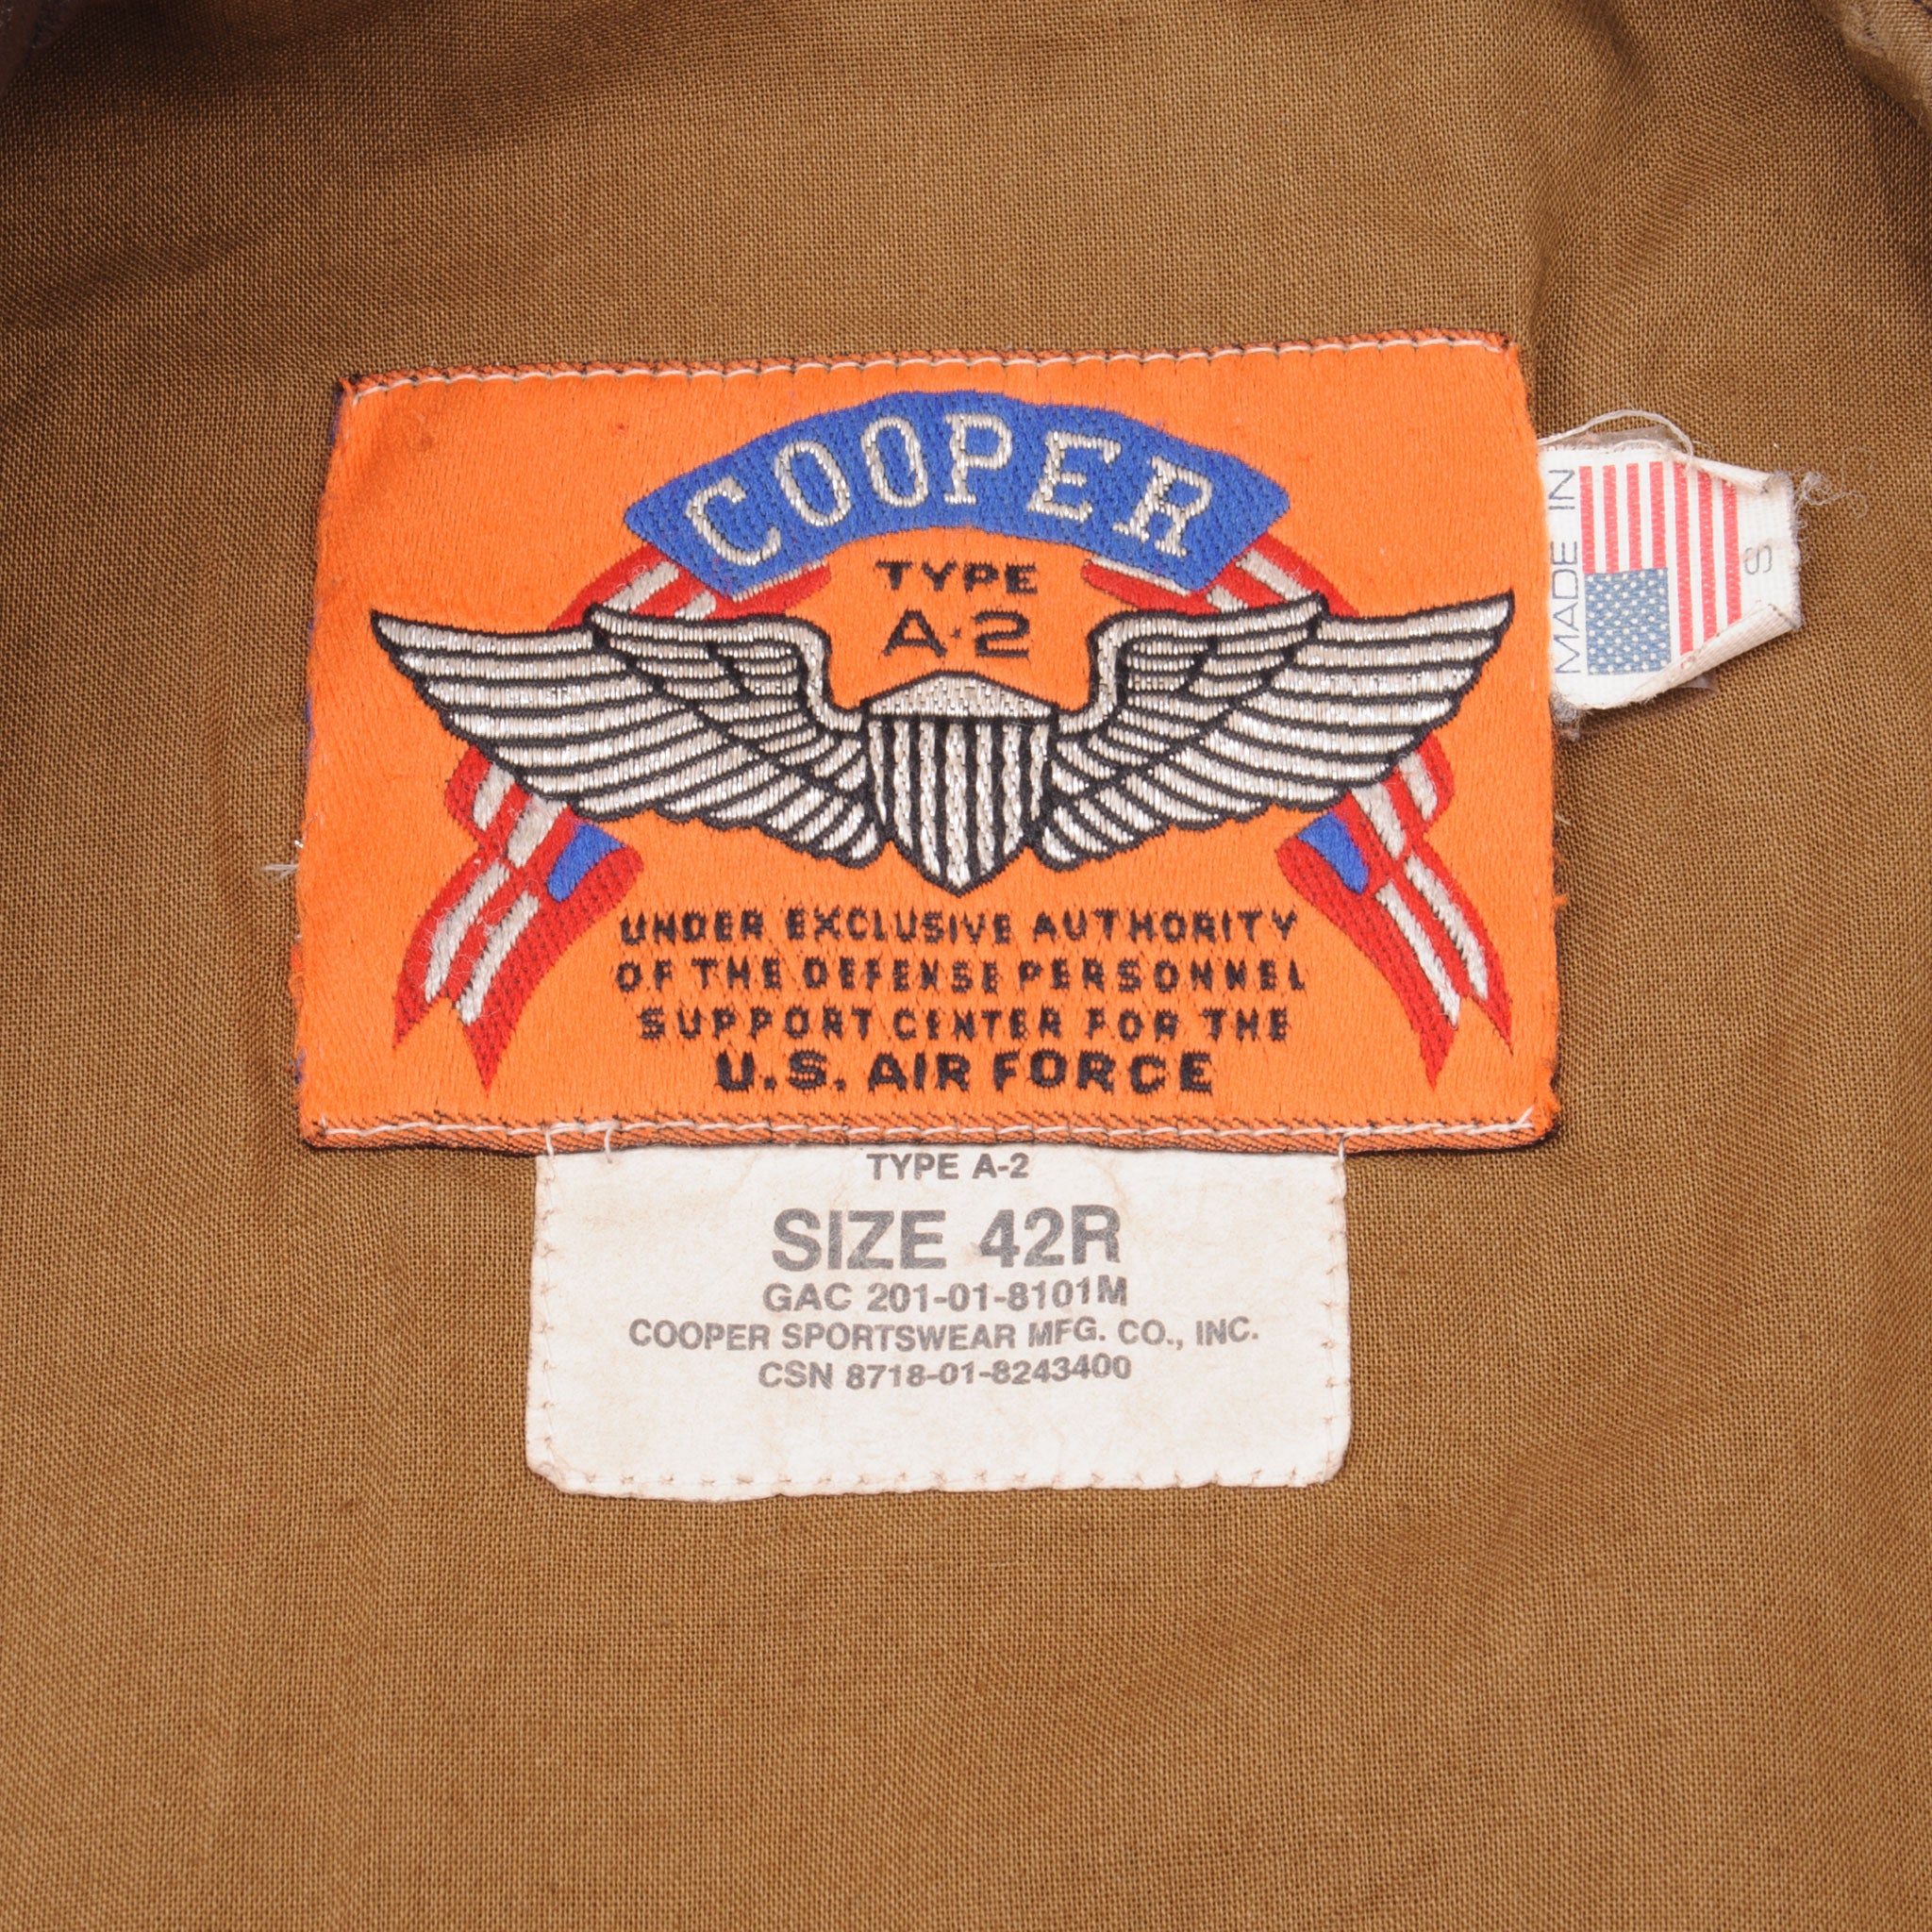 COOPER
TYPE
A-2
UNDER EXCLUSIVE AUTHORITY
OF THE DEFENSE PERSONNEL
SUPPORT CENTER FOR THE
U.S. AIR FORCE
MADE IN
S
TYPE A-2
SIZE 42R
GAC 201-01-8101M
COOPER SPORTSWEAR MFG. CO., INC.
CSN 8718-01-8243400